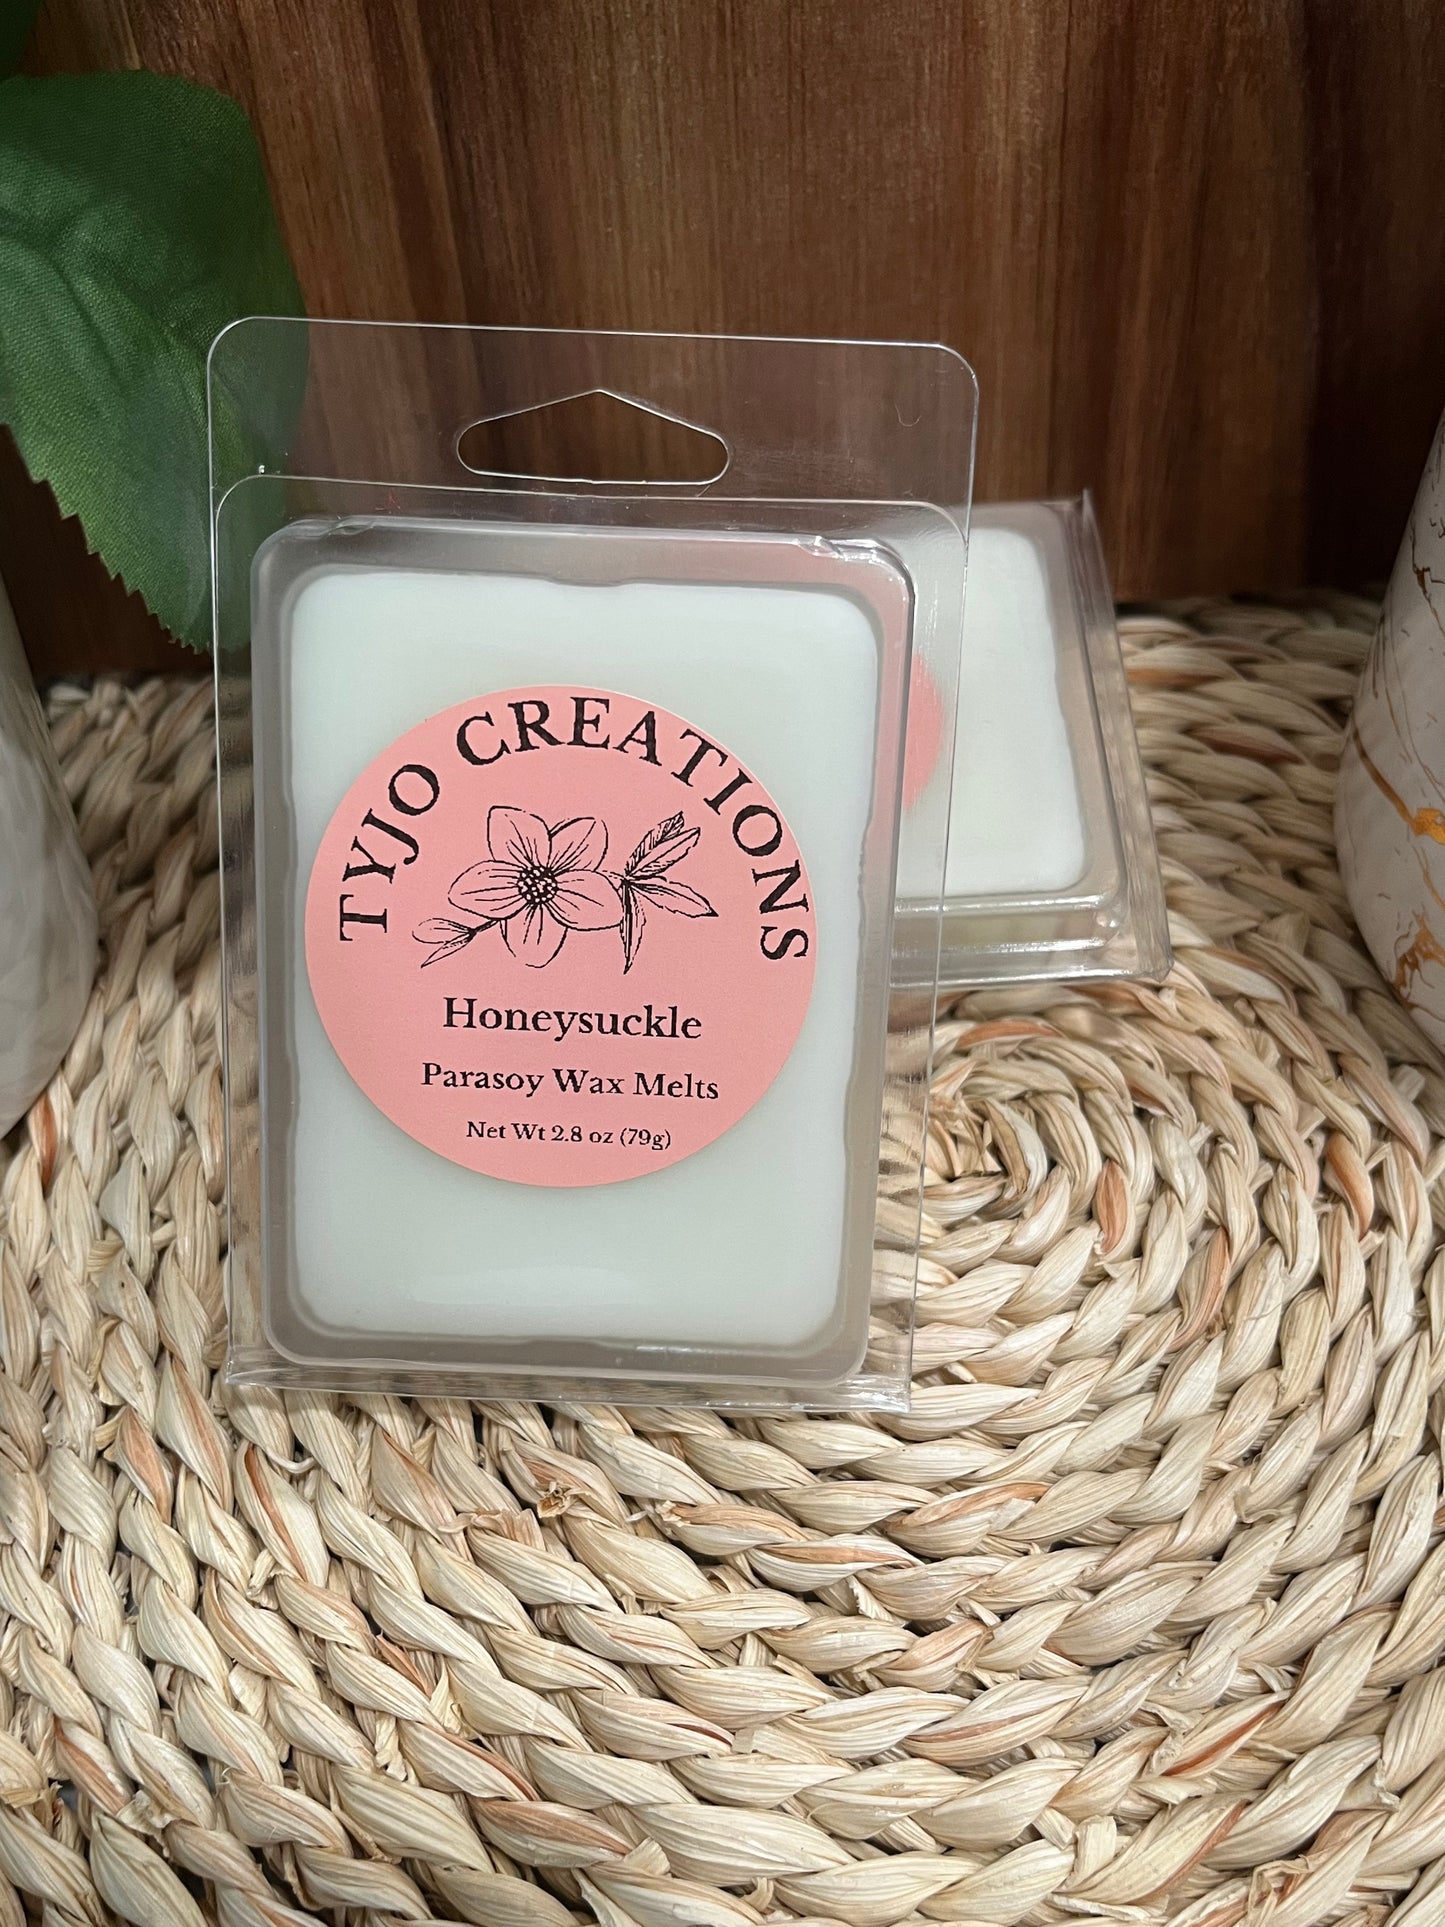 TYJO CREATIONS
Honeysuckle
Parasoy Wax Melts
Net Wt 2.8 oz (79g)